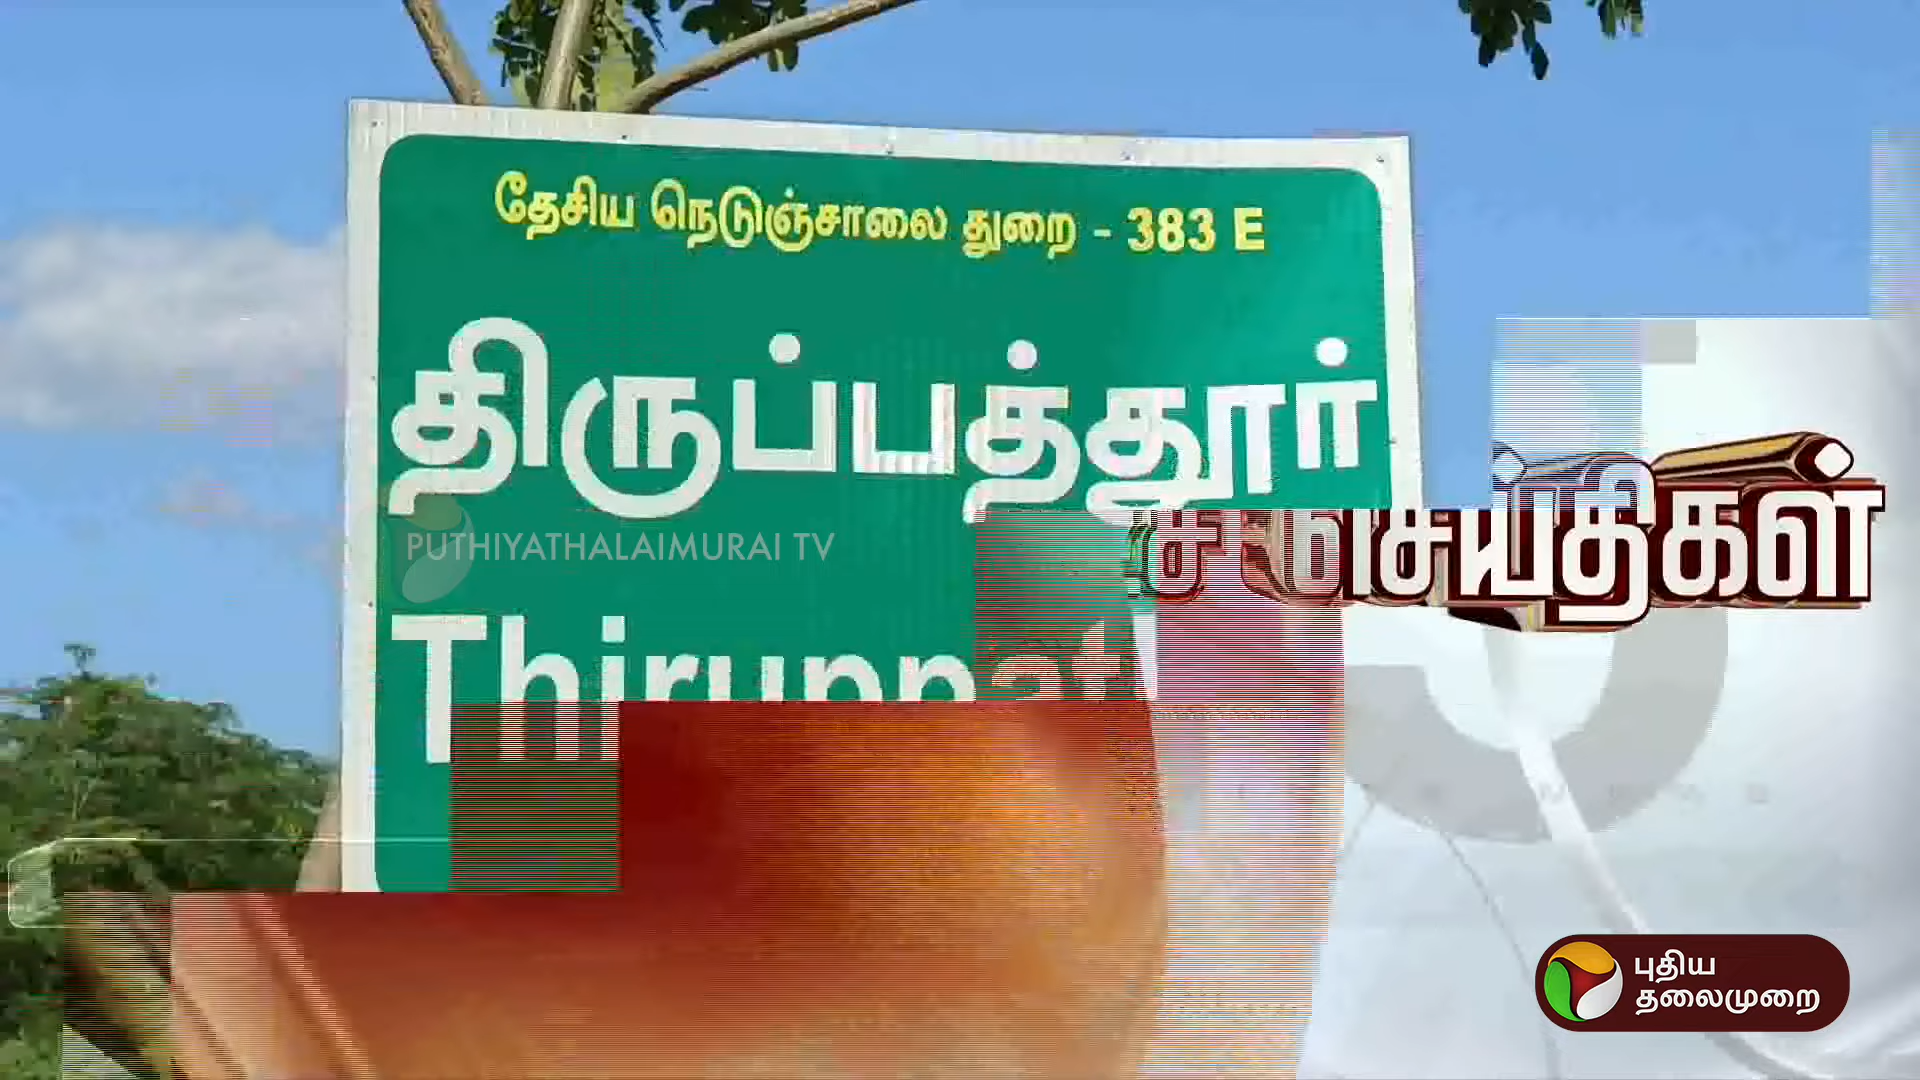 தேசிய நெடுஞ்சாலை துறை - 383 E
திருப்பத்தூர்
PUTHIYATHALAIMURAI TV
செய்திகள்
புதிய
தலைமுறை